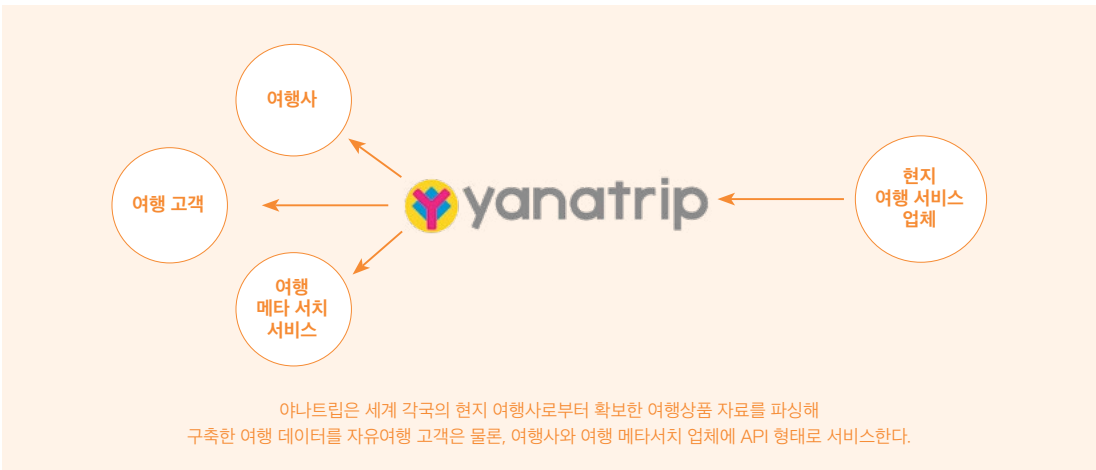 여행사
여행 고객
여행
메타 서치
서비스
yanatrip
현지
여행 서비스
업체
야나트립은 세계 각국의 현지 여행사로부터 확보한 여행상품 자료를 파싱해
구축한 여행 데이터를 자유여행 고객은 물론, 여행사와 여행 메타서치 업체에 API 형태로 서비스한다.